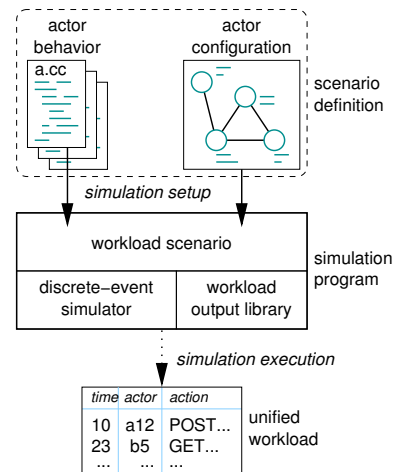 actor
behavior
actor
configuration
a.cc
scenario
definition
simulation setup
workload scenario
discrete−event
simulator
workload
output library
simulation
program
simulation execution
time actor action
10 a12 POST...
23 b5 GET...
... ... ...
unified
workload